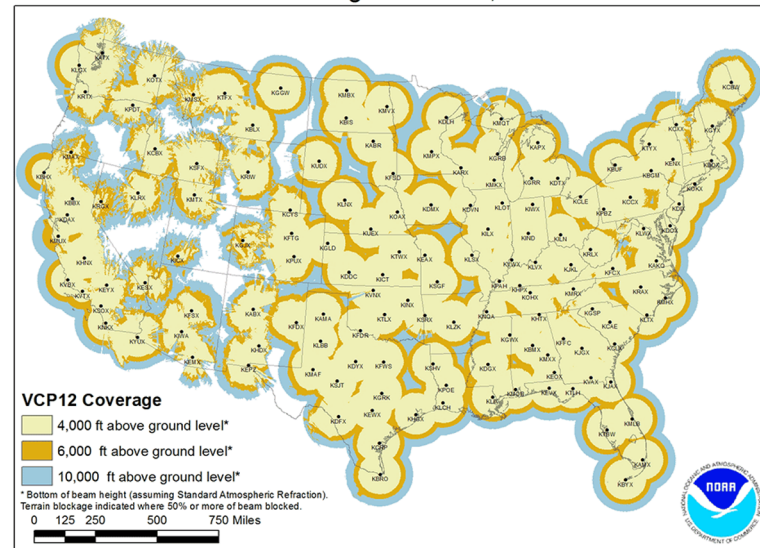 VCP12 Coverage
4,000 ft above ground level*
6,000 ft above ground level*
10,000 ft above ground level*
* Bottom of beam height (assuming Standard Atmospheric Refraction).
Terrain blockage indicated where 50% or more of beam blocked.
0 125 250 500 750 Miles
NOAA
KATX
KOTX
KRTX
KPDT
KMSX
KTFX
KGGW
KBLX
KMBX
KBIS
KMVX
KABR
KDLH
KMPX
KMQT
KGRB
KAPX
KCBW
KCXX
KGYX
KTYX
KBUF
KENX
KBGM
KBOX
KOKX
KMAX
KBHX
KCBX
KSFX
KRIW
KUDX
KFSD
KARX
KMKX
KGRR
KDTX
KCLE
KPBZ
KCCX
KDIX
KBBX
KRGX
KLRX
KMTX
KCYS
KLNX
KOAX
KDMX
KDVN
KLOT
KIWX
KDAX
KMUX
KHNX
KICX
KGJX
KFTG
KPUX
KGLD
KUEX
KTWX
KEAX
KILX
KIND
KILN
KRLX
KLWX
KDOX
KAKQ
KLSX
KDDC
KICT
KSGF
KLVX
KJKL
KFCX
KVBX
KVTX
KEYX
KESX
KSOX
KNKX
KYUX
KFSX
KIWA
KEMX
KABX
KHDX
KEPZ
KFDX
KAMA
KLBB
KMAF
KVNX
KINX
KTLX
KFDR
KSRX
KLZK
KPAH
KHPX
KOHX
KMRX
KRAX
KMHX
KLTX
KNQA
KGWX
KHTX
KGSP
KCAE
KFFC
KBMX
KMXX
KJGX
KDYX
KFWS
KSJT
KGRK
KSHV
KPOE
KLCH
KDGX
KEOX
KVAX
KJAX
KEVX
KTLH
KDFX
KEWX
KCRP
KBRO
KTBW
KMLB
KAMX
KBYX